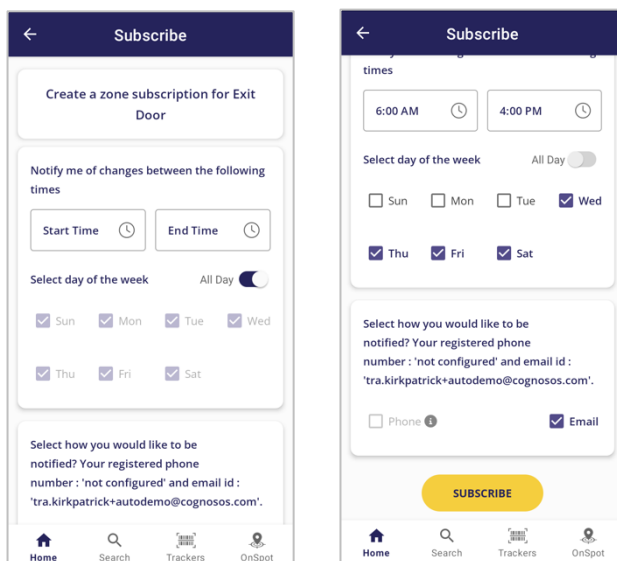 Subscribe
Create a zone subscription for Exit
Door
Notify me of changes between the following
times
Start Time
End Time
Select day of the week
All Day
Sun
Mon
Tue
Wed
Thu
Fri
Sat
Select how you would like to be
notified? Your registered phone
number : 'not configured' and email id :
'tra.kirkpatrick+autodemo@cognosos.com'.
Home
Search
Trackers
OnSpot
Subscribe
times
6:00 AM
4:00 PM
Select day of the week
All Day
Sun
Mon
Tue
Wed
Thu
Fri
Sat
Select how you would like to be
notified? Your registered phone
number : 'not configured' and email id :
'tra.kirkpatrick+autodemo@cognosos.com'.
Phone
Email
SUBSCRIBE
Home
Search
Trackers
OnSpot